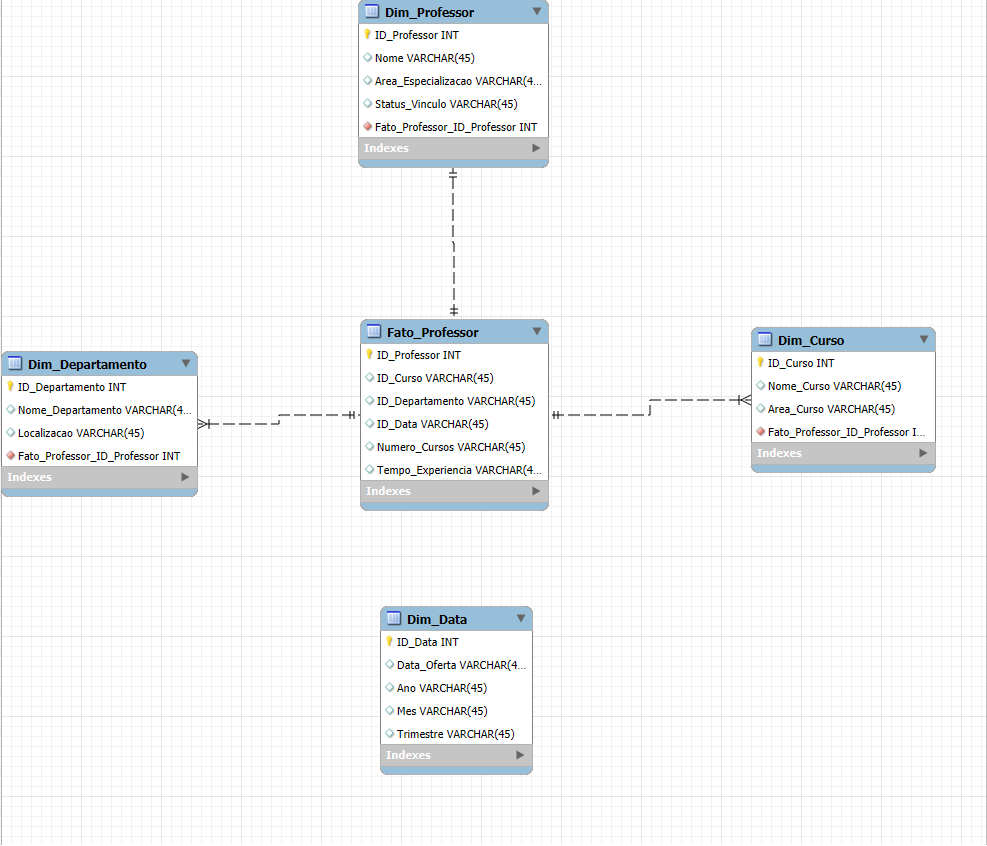 Dim_Professor
ID_Professor INT
Nome VARCHAR(45)
Area_Especializacao VARCHAR(4...
Status_Vinculo VARCHAR(45)
Fato_Professor_ID_Professor INT
Indexes
Fato_Professor
ID_Professor INT
ID_Curso VARCHAR(45)
ID_Departamento VARCHAR(45)
ID_Data VARCHAR(45)
Numero_Cursos VARCHAR(45)
Tempo_Experiencia VARCHAR(4...
Indexes
Dim_Departamento
ID_Departamento INT
Nome_Departamento VARCHAR(4...
Localizacao VARCHAR(45)
Fato_Professor_ID_Professor INT
Indexes
Dim_Curso
ID_Curso INT
Nome_Curso VARCHAR(45)
Area_Curso VARCHAR(45)
Fato_Professor_ID_Professor I...
Indexes
Dim_Data
ID_Data INT
Data_Oferta VARCHAR(4...
Ano VARCHAR(45)
Mes VARCHAR(45)
Trimestre VARCHAR(45)
Indexes